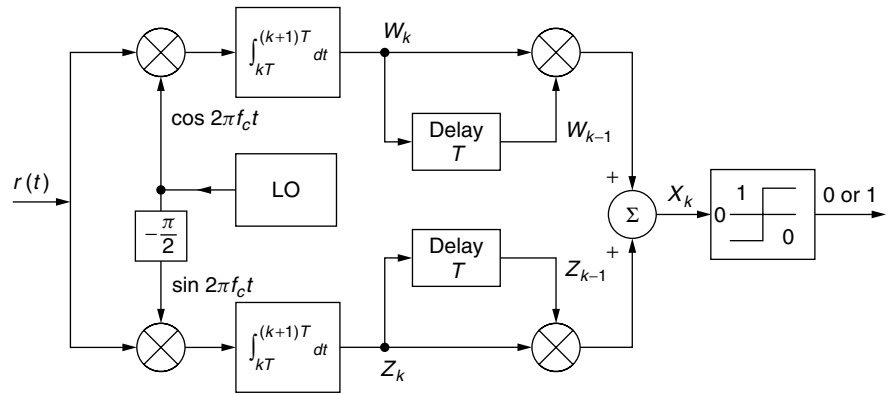 W_k
∫_{kT}^{(k+1)T} dt
cos 2πf_c t
Delay
T
W_{k−1}
r(t)
LO
+
X_k
1
0
0
0 or 1
Σ
−π/2
+
Delay
T
Z_{k−1}
sin 2πf_c t
∫_{kT}^{(k+1)T} dt
Z_k